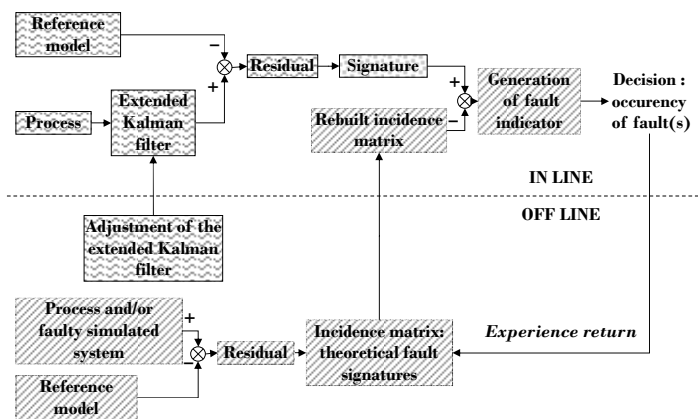 Reference
model
−
+
Residual
Signature
+
−
Generation
of fault
indicator
Decision :
occurency
of fault(s)
Process
Extended
Kalman
filter
Rebuilt incidence
matrix
IN LINE
OFF LINE
Adjustment of the
extended Kalman
filter
Process and/or
faulty simulated
system
+
−
Residual
Incidence matrix:
theoretical fault
signatures
Experience return
Reference
model